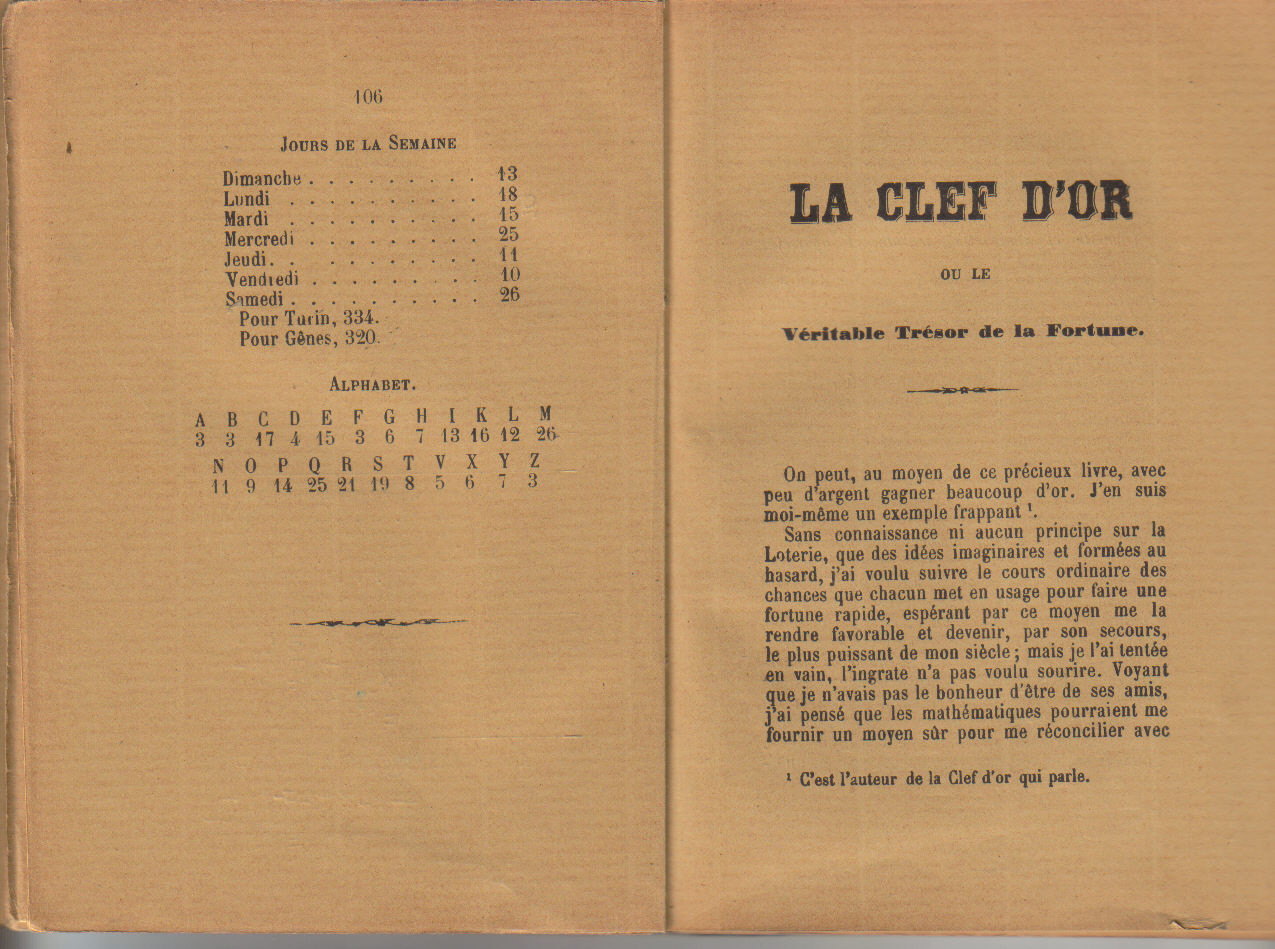 106
JOURS DE LA SEMAINE
Dimanche . . . . . . . . . 13
Lundi . . . . . . . . . . 18
Mardi . . . . . . . . . . 15
Mercredi . . . . . . . . . 25
Jeudi. . . . . . . . . . 11
Vendredi . . . . . . . . . 10
Samedi . . . . . . . . . . 26
Pour Turin, 334.
Pour Gênes, 320.
ALPHABET.
A B C D E F G H I K L M
3 3 17 4 15 3 6 7 13 16 12 26
N O P Q R S T V X Y Z
11 9 14 25 21 19 8 5 6 7 3
LA CLEF D'OR
OU LE
Véritable Trésor de la Fortune.
On peut, au moyen de ce précieux livre, avec
peu d'argent gagner beaucoup d'or. J'en suis
moi-même un exemple frappant ¹.
Sans connaissance ni aucun principe sur la
Loterie, que des idées imaginaires et formées au
hasard, j'ai voulu suivre le cours ordinaire des
chances que chacun met en usage pour faire une
fortune rapide, espérant par ce moyen me la
rendre favorable et devenir, par son secours,
le plus puissant de mon siècle ; mais je l'ai tentée
en vain, l'ingrate n'a pas voulu sourire. Voyant
que je n'avais pas le bonheur d'être de ses amis,
j'ai pensé que les mathématiques pourraient me
fournir un moyen sûr pour me réconcilier avec
¹ C'est l'auteur de la Clef d'or qui parle.